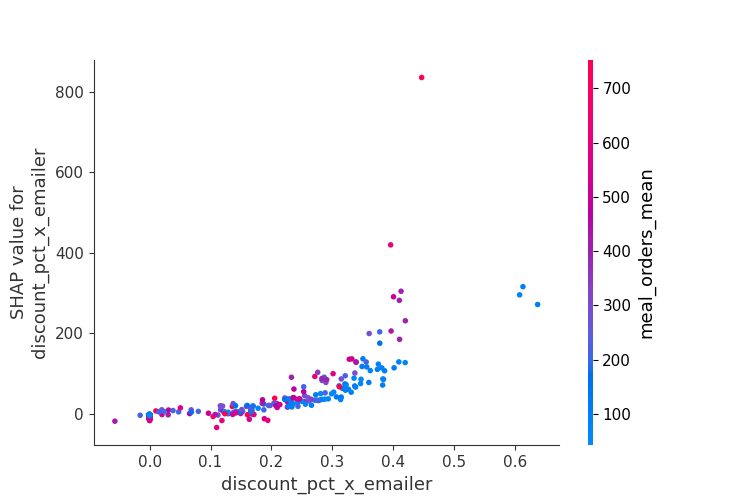 800
600
400
200
0
SHAP value for
discount_pct_x_emailer
0.0 0.1 0.2 0.3 0.4 0.5 0.6
discount_pct_x_emailer
700
600
500
400
300
200
100
meal_orders_mean